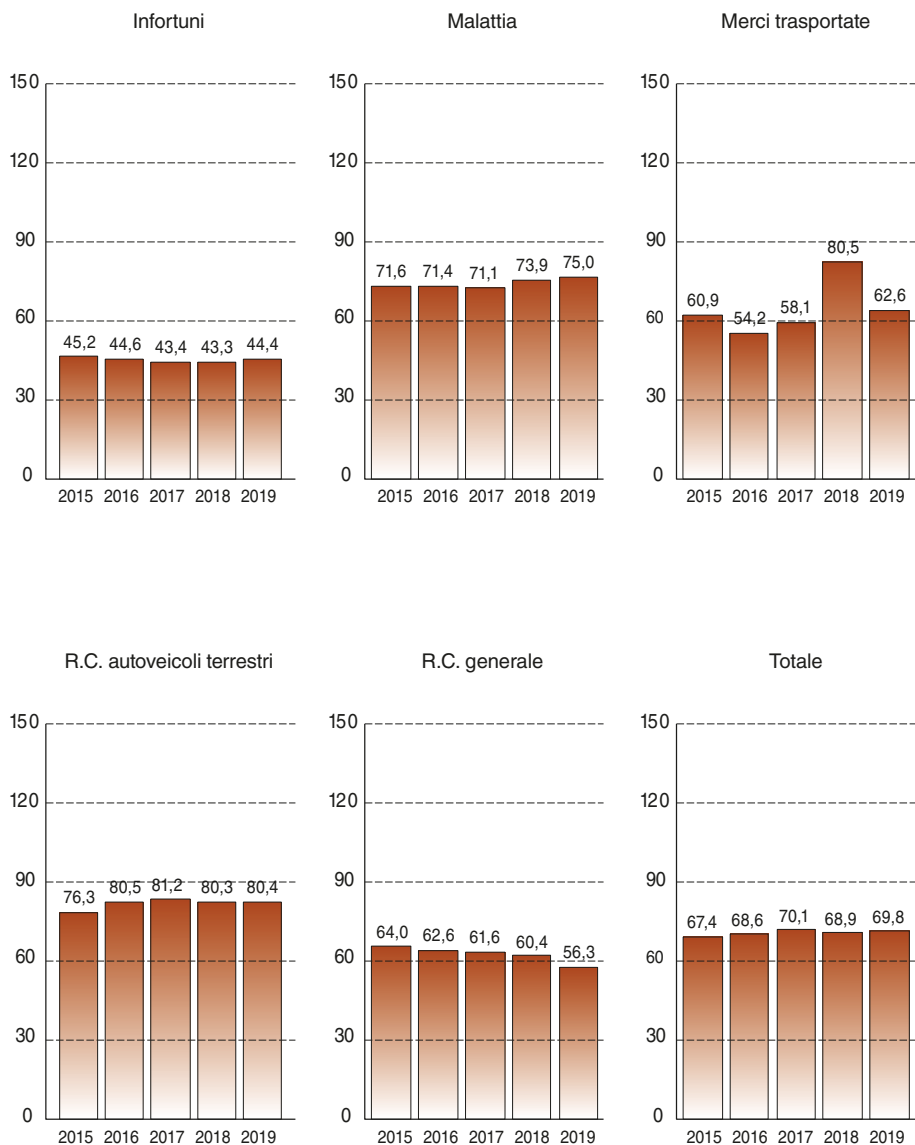 Infortuni
150
120
90
60
30
0
45,2 44,6 43,4 43,3 44,4
2015 2016 2017 2018 2019
Malattia
150
120
90
60
30
0
71,6 71,4 71,1 73,9 75,0
2015 2016 2017 2018 2019
Merci trasportate
150
120
90
60
30
0
60,9 54,2 58,1 80,5 62,6
2015 2016 2017 2018 2019
R.C. autoveicoli terrestri
150
120
90
60
30
0
76,3 80,5 81,2 80,3 80,4
2015 2016 2017 2018 2019
R.C. generale
150
120
90
60
30
0
64,0 62,6 61,6 60,4 56,3
2015 2016 2017 2018 2019
Totale
150
120
90
60
30
0
67,4 68,6 70,1 68,9 69,8
2015 2016 2017 2018 2019